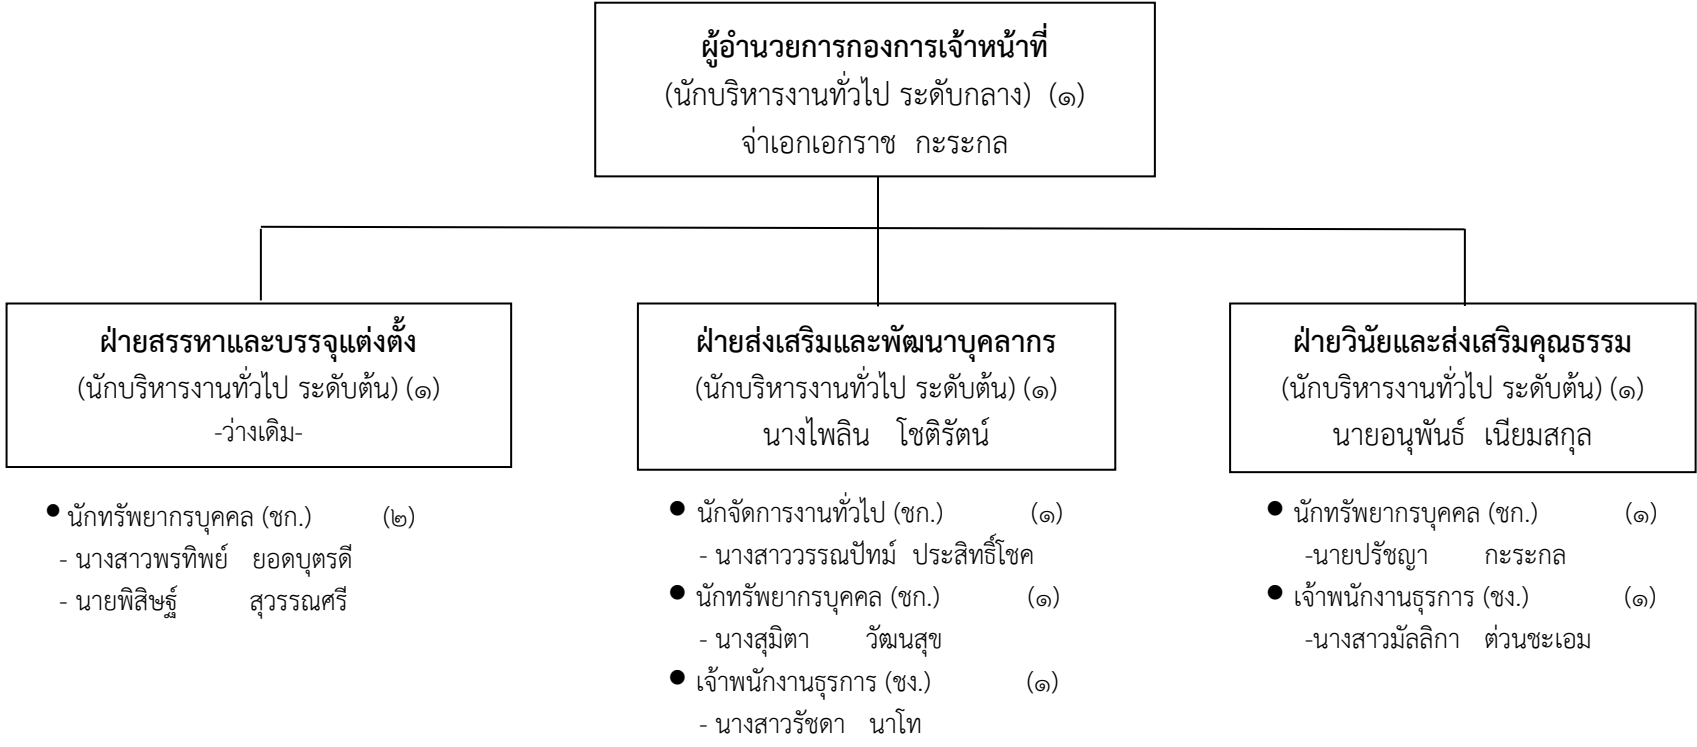 ผู้อำนวยการกองการเจ้าหน้าที่
(นักบริหารงานทั่วไป ระดับกลาง) (๑)
จ่าเอกเอกราช กะระกล
ฝ่ายสรรหาและบรรจุแต่งตั้ง
(นักบริหารงานทั่วไป ระดับต้น) (๑)
-ว่างเดิม-
● นักทรัพยากรบุคคล (ชก.) (๒)
- นางสาวพรทิพย์ ยอดบุตรดี
- นายพิสิษฐ์ สุวรรณศรี
ฝ่ายส่งเสริมและพัฒนาบุคลากร
(นักบริหารงานทั่วไป ระดับต้น) (๑)
นางไพลิน โชติรัตน์
● นักจัดการงานทั่วไป (ชก.) (๑)
- นางสาววรรณปัทม์ ประสิทธิ์โชค
● นักทรัพยากรบุคคล (ชก.) (๑)
- นางสุมิตา วัฒนสุข
● เจ้าพนักงานธุรการ (ชง.) (๑)
- นางสาวรัชดา นาโท
ฝ่ายวินัยและส่งเสริมคุณธรรม
(นักบริหารงานทั่วไป ระดับต้น) (๑)
นายอนุพันธ์ เนียมสกุล
● นักทรัพยากรบุคคล (ชก.) (๑)
-นายปรัชญา กะระกล
● เจ้าพนักงานธุรการ (ชง.) (๑)
-นางสาวมัลลิกา ต่วนชะเอม